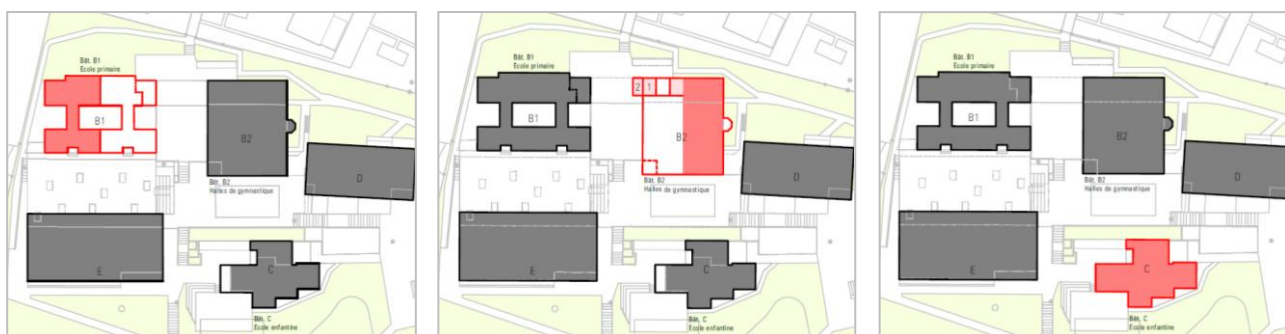 Bât. B1
Ecole primaire
B1
B2
D
Bât. B2
Halles de gymnastique
E
C
Bât. C
Ecole enfantine
Bât. B1
Ecole primaire
2 1
B1
B2
D
Bât. B2
Halles de gymnastique
E
C
Bât. C
Ecole enfantine
Bât. B1
Ecole primaire
B1
B2
D
Bât. B2
Halles de gymnastique
E
C
Bât. C
Ecole enfantine